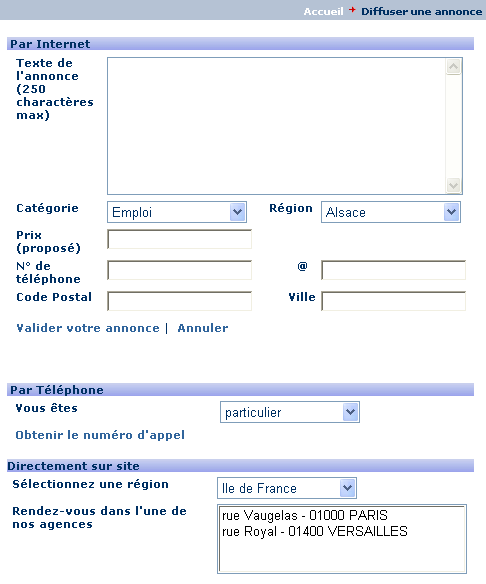 Accueil Diffuser une annonce
Par Internet
Texte de
l'annonce
(250
charactères
max)
Catégorie Emploi Région Alsace
Prix
(proposé)
N° de
téléphone @
Code Postal Ville
Valider votre annonce | Annuler
Par Téléphone
Vous êtes particulier
Obtenir le numéro d'appel
Directement sur site
Sélectionnez une région Ile de France
Rendez-vous dans l'une de
nos agences
rue Vaugelas - 01000 PARIS
rue Royal - 01400 VERSAILLES